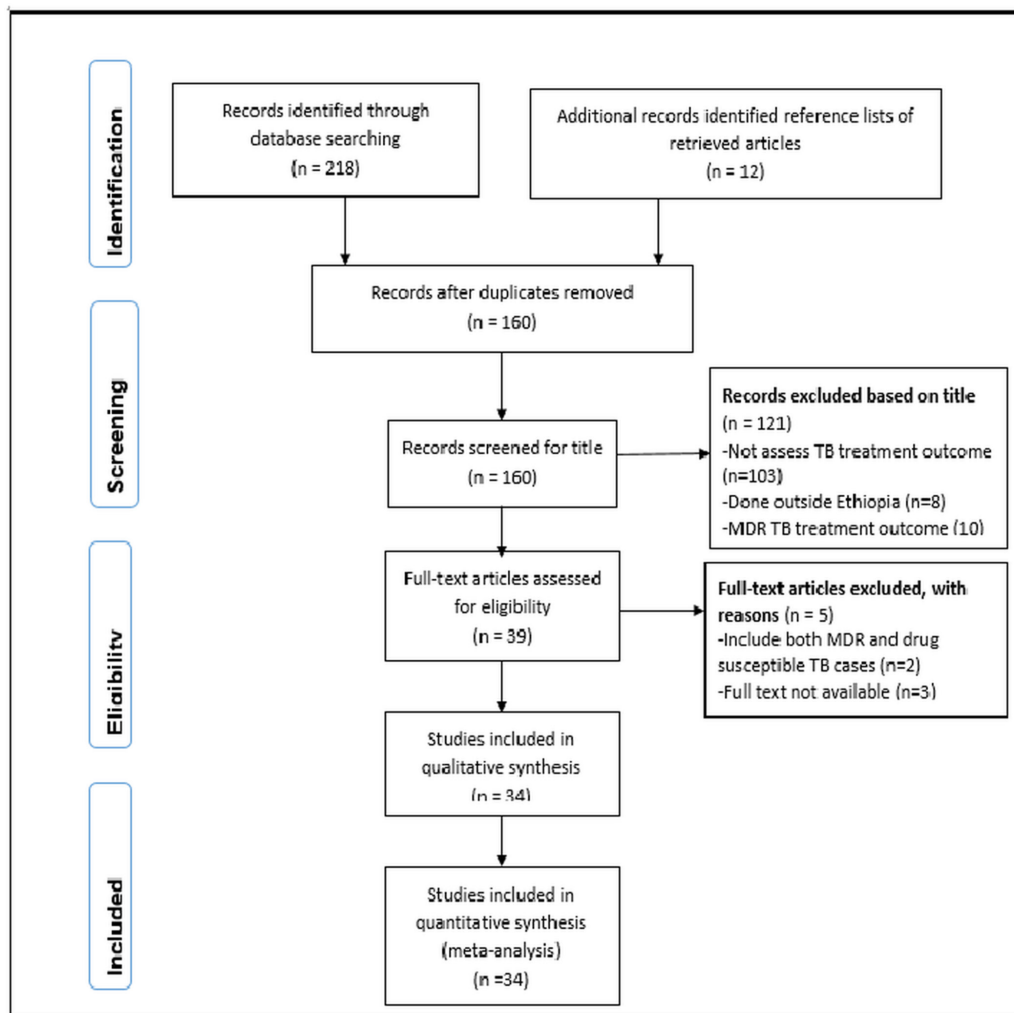 Identification
Records identified through
database searching
(n = 218)
Additional records identified reference lists of
retrieved articles
(n = 12)
Records after duplicates removed
(n = 160)
Screening
Records screened for title
(n = 160)
Records excluded based on title
(n = 121)
-Not assess TB treatment outcome
(n=103)
-Done outside Ethiopia (n=8)
-MDR TB treatment outcome (10)
Eligibility
Full-text articles assessed
for eligibility
(n = 39)
Full-text articles excluded, with
reasons (n = 5)
-Include both MDR and drug
susceptible TB cases (n=2)
-Full text not available (n=3)
Studies included in
qualitative synthesis
(n = 34)
Included
Studies included in
quantitative synthesis
(meta-analysis)
(n =34)